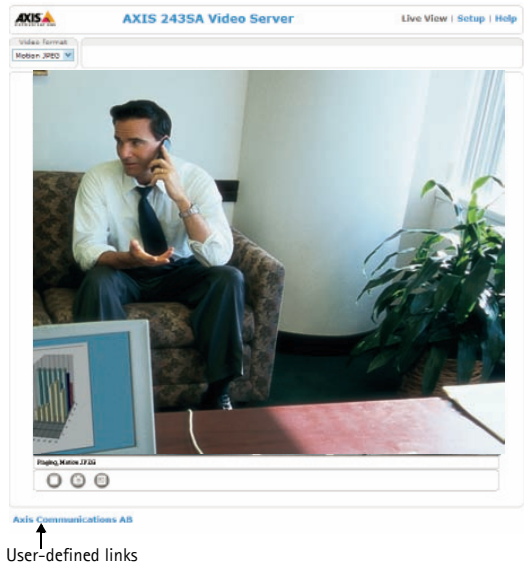 AXIS
AXIS 243SA Video Server
Live View | Setup | Help
Video format
Motion JPEG
Playing, Motion JPEG
Axis Communications AB
User-defined links